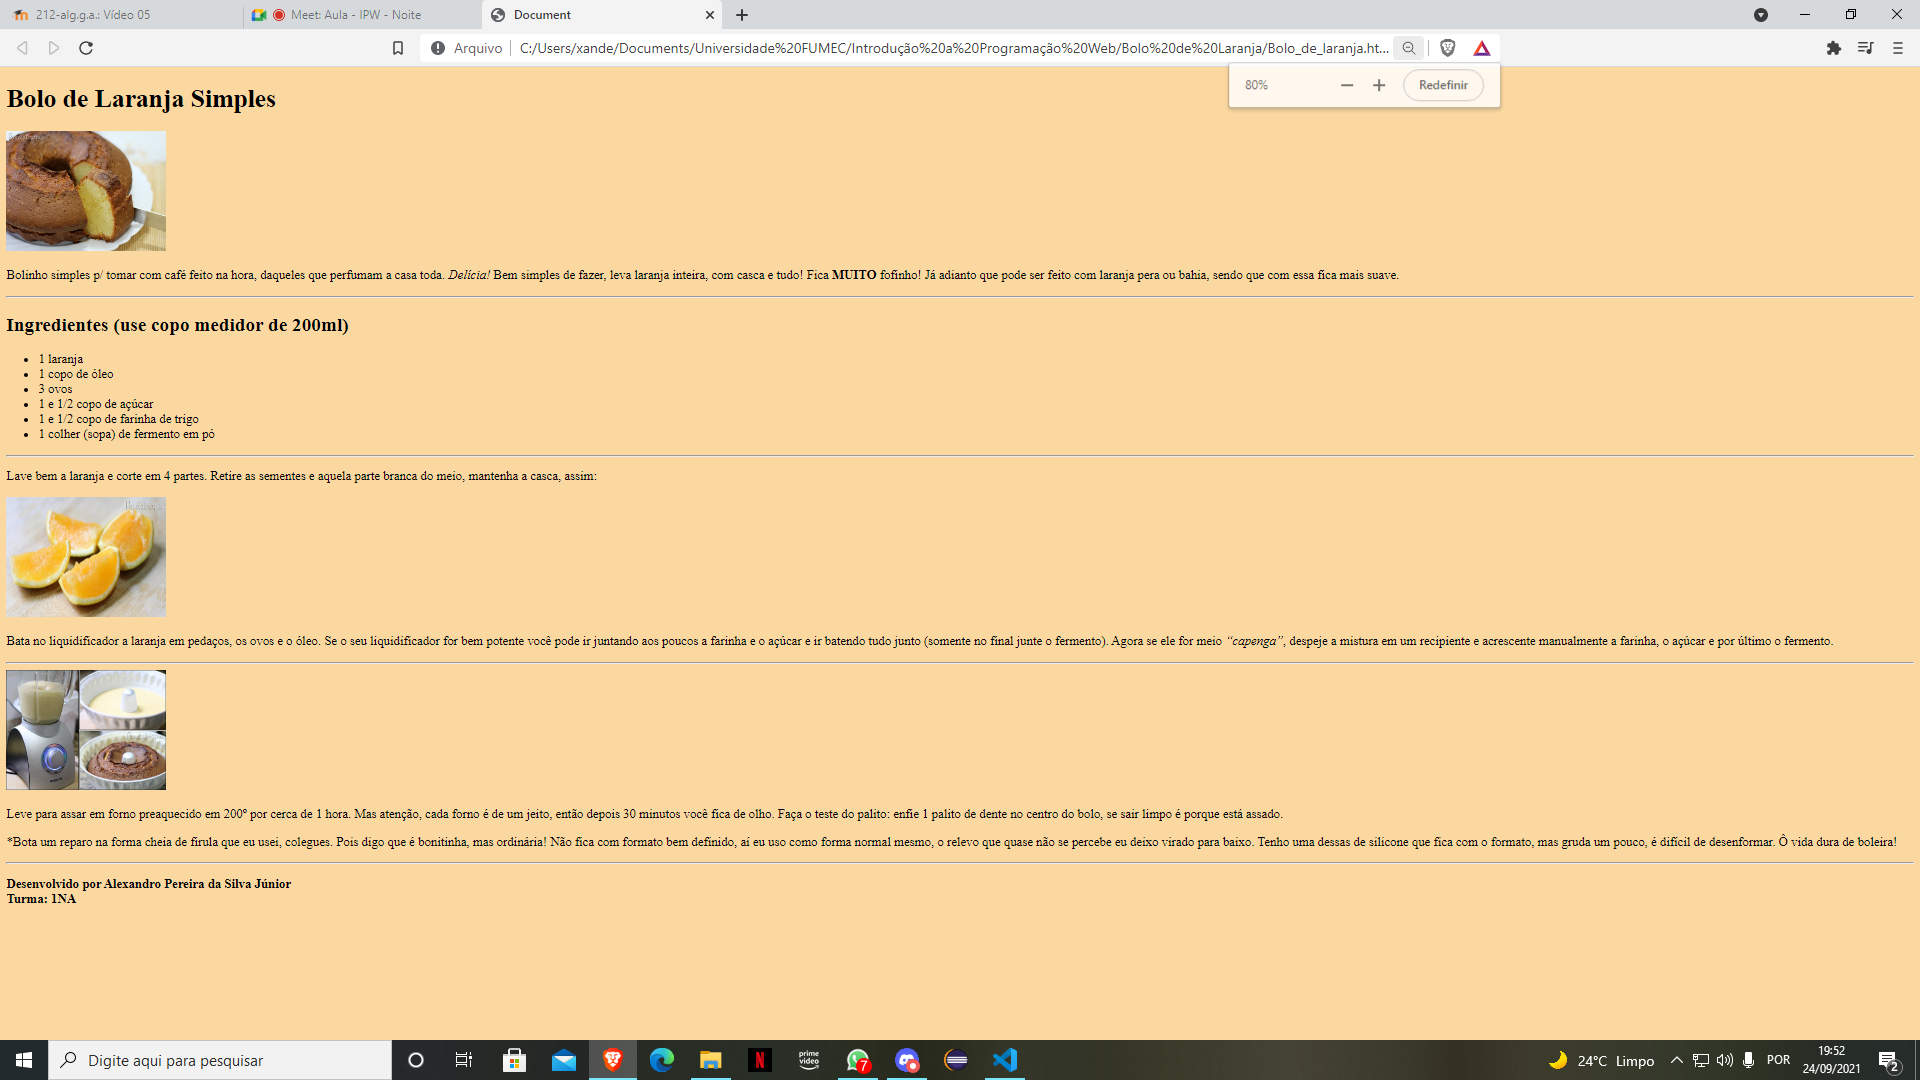 212-alg.g.a.: Vídeo 05
Meet: Aula - IPW - Noite
Document
Arquivo
C:/Users/xande/Documents/Universidade%20FUMEC/Introdução%20a%20Programação%20Web/Bolo%20de%20Laranja/Bolo_de_laranja.ht...
80%
Redefinir
Bolo de Laranja Simples
Bolinho simples p/ tomar com café feito na hora, daqueles que perfumam a casa toda. Delícia! Bem simples de fazer, leva laranja inteira, com casca e tudo! Fica MUITO fofinho! Já adianto que pode ser feito com laranja pera ou bahia, sendo que com essa fica mais suave.
Ingredientes (use copo medidor de 200ml)
• 1 laranja
• 1 copo de óleo
• 3 ovos
• 1 e 1/2 copo de açúcar
• 1 e 1/2 copo de farinha de trigo
• 1 colher (sopa) de fermento em pó
Lave bem a laranja e corte em 4 partes. Retire as sementes e aquela parte branca do meio, mantenha a casca, assim:
Bata no liquidificador a laranja em pedaços, os ovos e o óleo. Se o seu liquidificador for bem potente você pode ir juntando aos poucos a farinha e o açúcar e ir batendo tudo junto (somente no final junte o fermento). Agora se ele for meio “capenga”, despeje a mistura em um recipiente e acrescente manualmente a farinha, o açúcar e por último o fermento.
Leve para assar em forno preaquecido em 200º por cerca de 1 hora. Mas atenção, cada forno é de um jeito, então depois 30 minutos você fica de olho. Faça o teste do palito: enfie 1 palito de dente no centro do bolo, se sair limpo é porque está assado.
*Bota um reparo na forma cheia de firula que eu usei, colegues. Pois digo que é bonitinha, mas ordinária! Não fica com formato bem definido, aí eu uso como forma normal mesmo, o relevo que quase não se percebe eu deixo virado para baixo. Tenho uma dessas de silicone que fica com o formato, mas gruda um pouco, é difícil de desenformar. Ô vida dura de boleira!
Desenvolvido por Alexandro Pereira da Silva Júnior
Turma: 1NA
Digite aqui para pesquisar
N
prime video
7
24°C Limpo
POR
19:52
24/09/2021
2